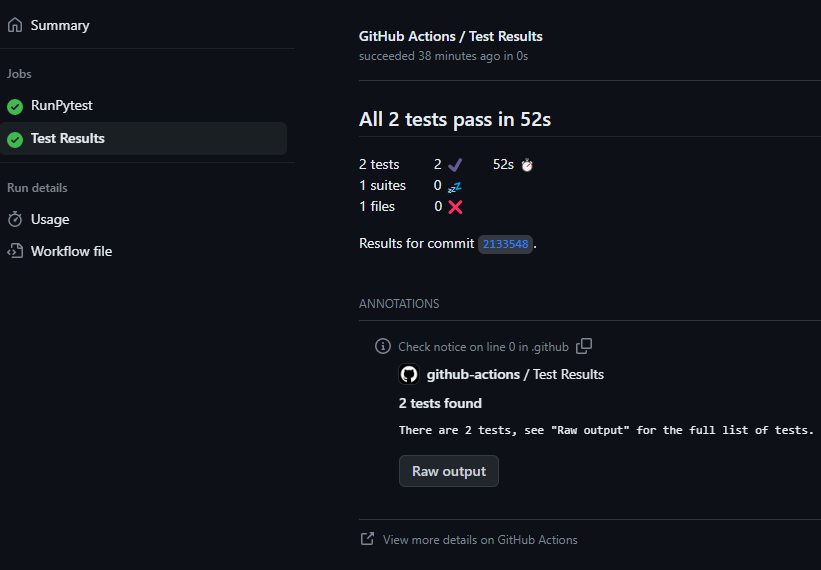 Summary
Jobs
RunPytest
Test Results
Run details
Usage
Workflow file
GitHub Actions / Test Results
succeeded 38 minutes ago in 0s
All 2 tests pass in 52s
2 tests 2 ✔ 52s ⏱
1 suites 0 💤
1 files 0 ❌
Results for commit 2133548.
ANNOTATIONS
Check notice on line 0 in .github
github-actions / Test Results
2 tests found
There are 2 tests, see "Raw output" for the full list of tests.
Raw output
View more details on GitHub Actions